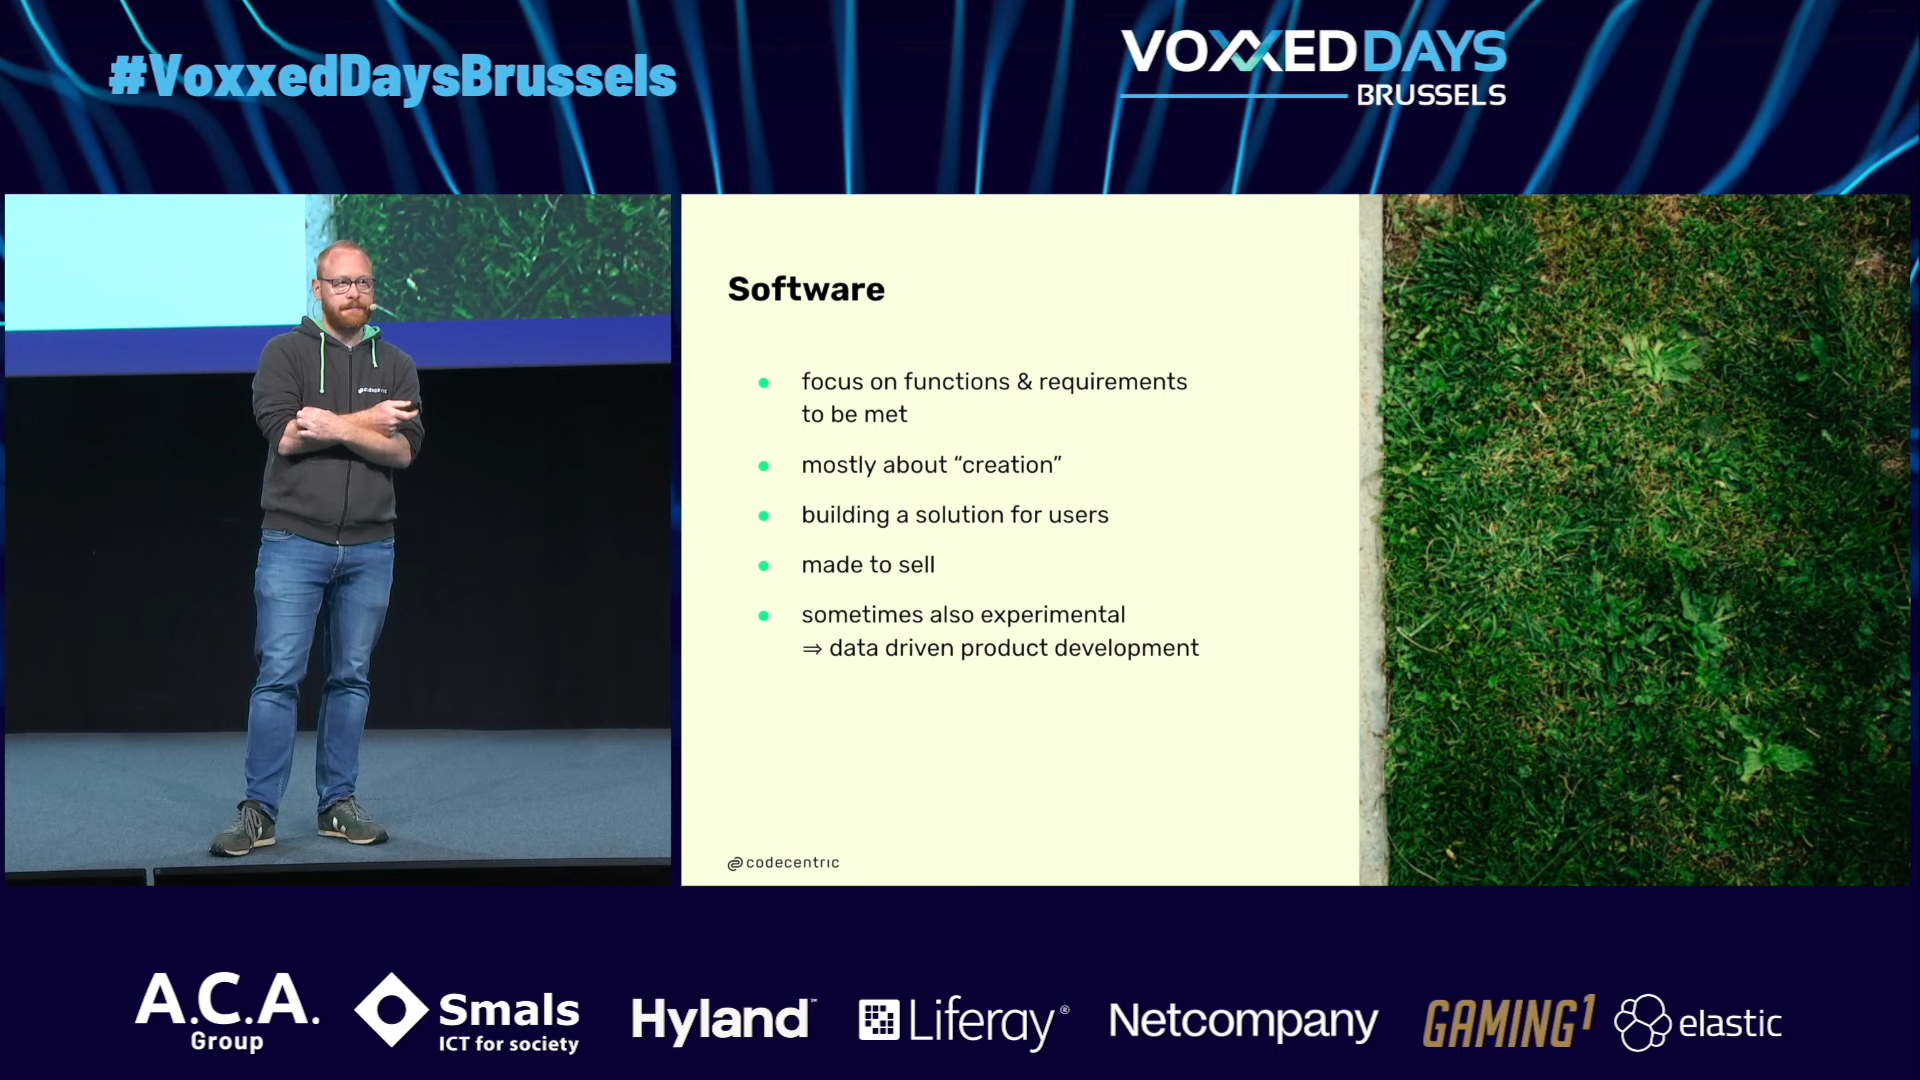 #VoxxedDaysBrussels
VOXXED DAYS
BRUSSELS
Software
focus on functions & requirements
to be met
mostly about “creation”
building a solution for users
made to sell
sometimes also experimental
⇒ data driven product development
codecentric
A.C.A.
Group
Smals
ICT for society
Hyland™
Liferay®
Netcompany
GAMING1
elastic